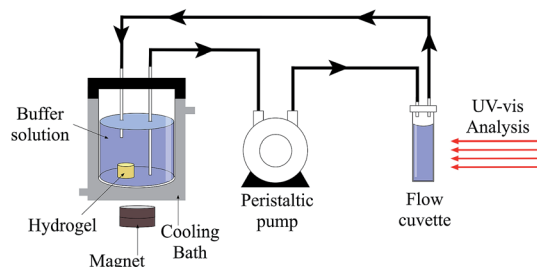 Buffer
solution
Hydrogel
Magnet
Cooling
Bath
Peristaltic
pump
Flow
cuvette
UV-vis
Analysis